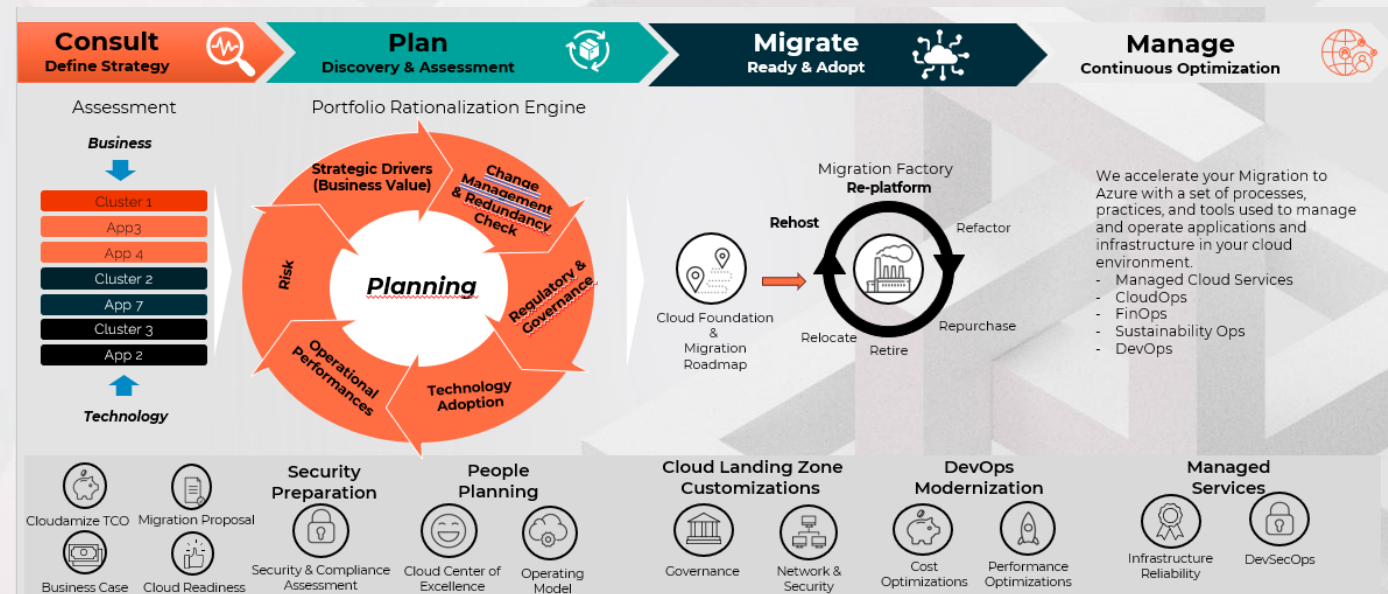 Consult
Define Strategy
Plan
Discovery & Assessment
Migrate
Ready & Adopt
Manage
Continuous Optimization
Assessment
Business
Cluster 1
App3
App 4
Cluster 2
App 7
Cluster 3
App 2
Technology
Portfolio Rationalization Engine
Strategic Drivers
(Business Value)
Change
Management
& Redundancy
Check
Regulatory &
Governance
Technology
Adoption
Operational
Performances
Risk
Planning
Cloud Foundation
&
Migration
Roadmap
Migration Factory
Re-platform
Rehost
Refactor
Repurchase
Retire
Relocate
We accelerate your Migration to
Azure with a set of processes,
practices, and tools used to manage
and operate applications and
infrastructure in your cloud
environment.
- Managed Cloud Services
- CloudOps
- FinOps
- Sustainability Ops
- DevOps
Cloudamize TCO
Migration Proposal
Business Case
Cloud Readiness
Security
Preparation
Security & Compliance
Assessment
People
Planning
Cloud Center of
Excellence
Operating
Model
Cloud Landing Zone
Customizations
Governance
Network &
Security
DevOps
Modernization
Cost
Optimizations
Performance
Optimizations
Managed
Services
Infrastructure
Reliability
DevSecOps